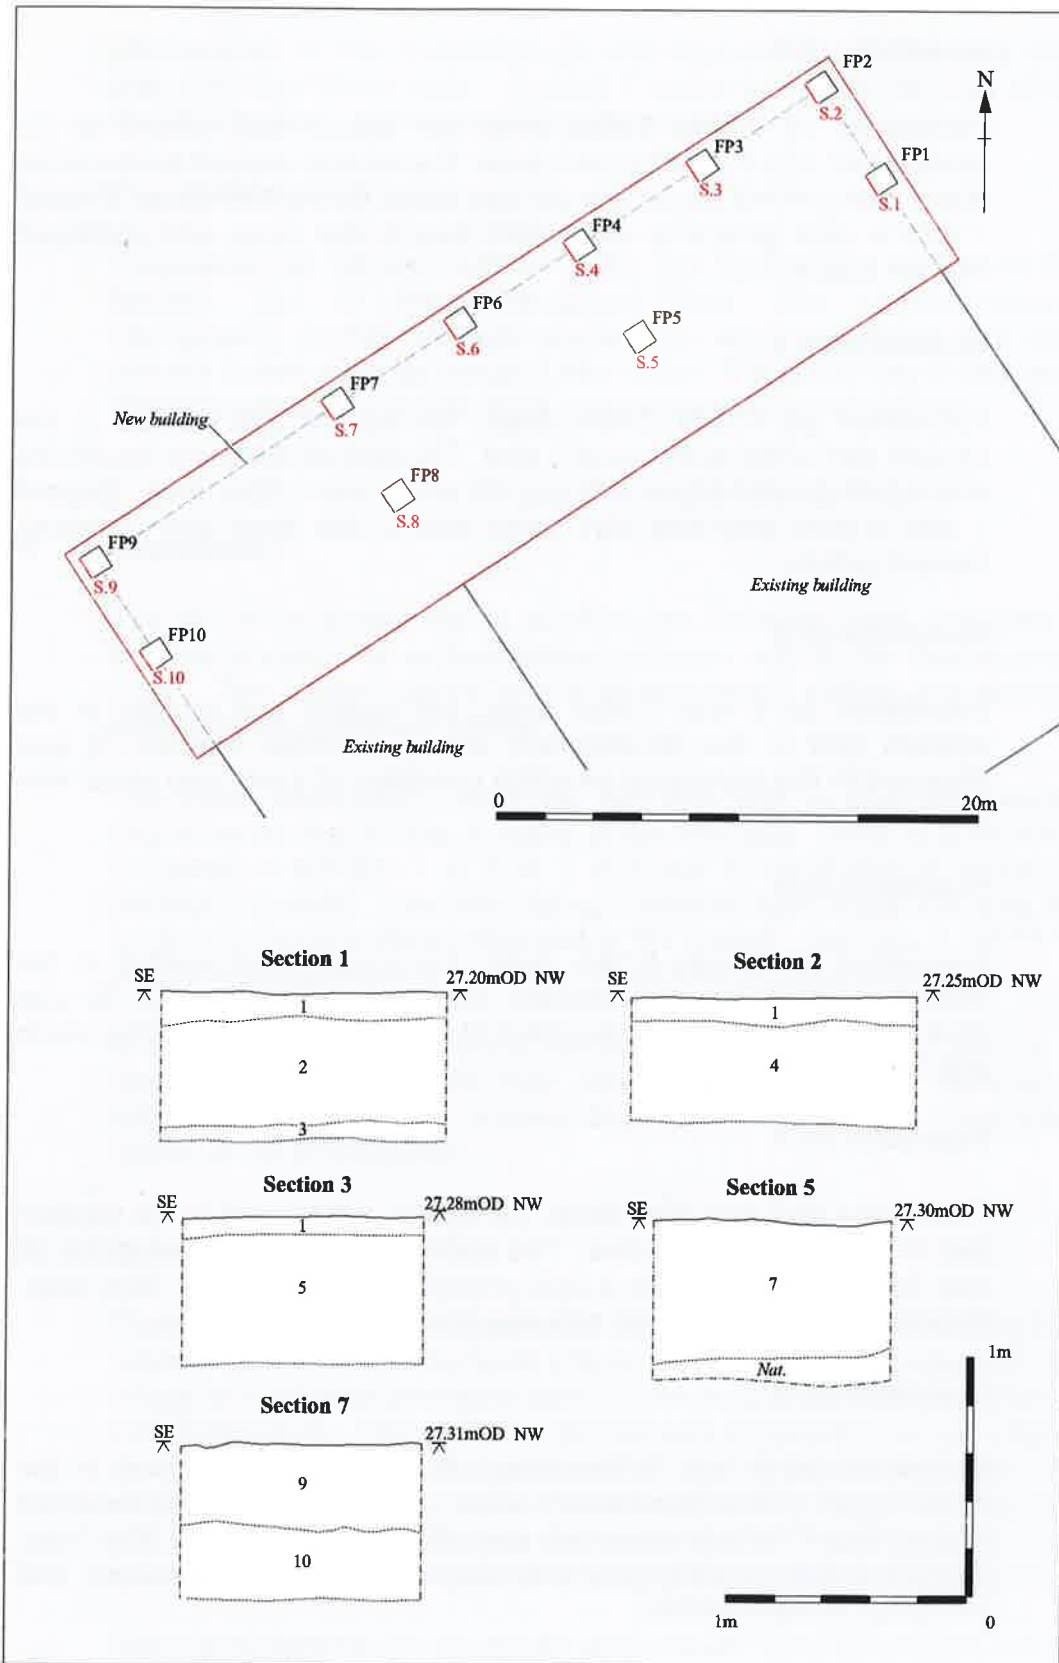 FP2
N
S.2
FP3
FP1
S.3
S.1
FP4
S.4
FP6
FP5
S.6
S.5
FP7
New building
S.7
FP8
S.8
FP9
S.9
Existing building
FP10
S.10
Existing building
0 20m
Section 1
SE 27.20mOD NW
1
2
3
Section 2
SE 27.25mOD NW
1
4
Section 3
SE 27.28mOD NW
1
5
Section 5
SE 27.30mOD NW
7
Nat.
Section 7
SE 27.31mOD NW
9
10
1m
1m 0